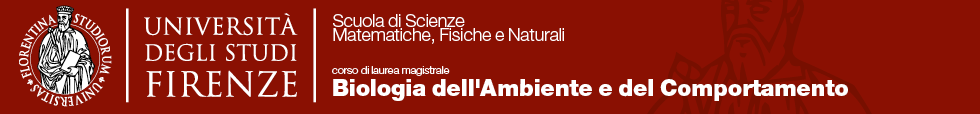 FLORENTINA STUDIORUM UNIVERSITAS
UNIVERSITÀ
DEGLI STUDI
FIRENZE
Scuola di Scienze
Matematiche, Fisiche e Naturali
corso di laurea magistrale
Biologia dell'Ambiente e del Comportamento